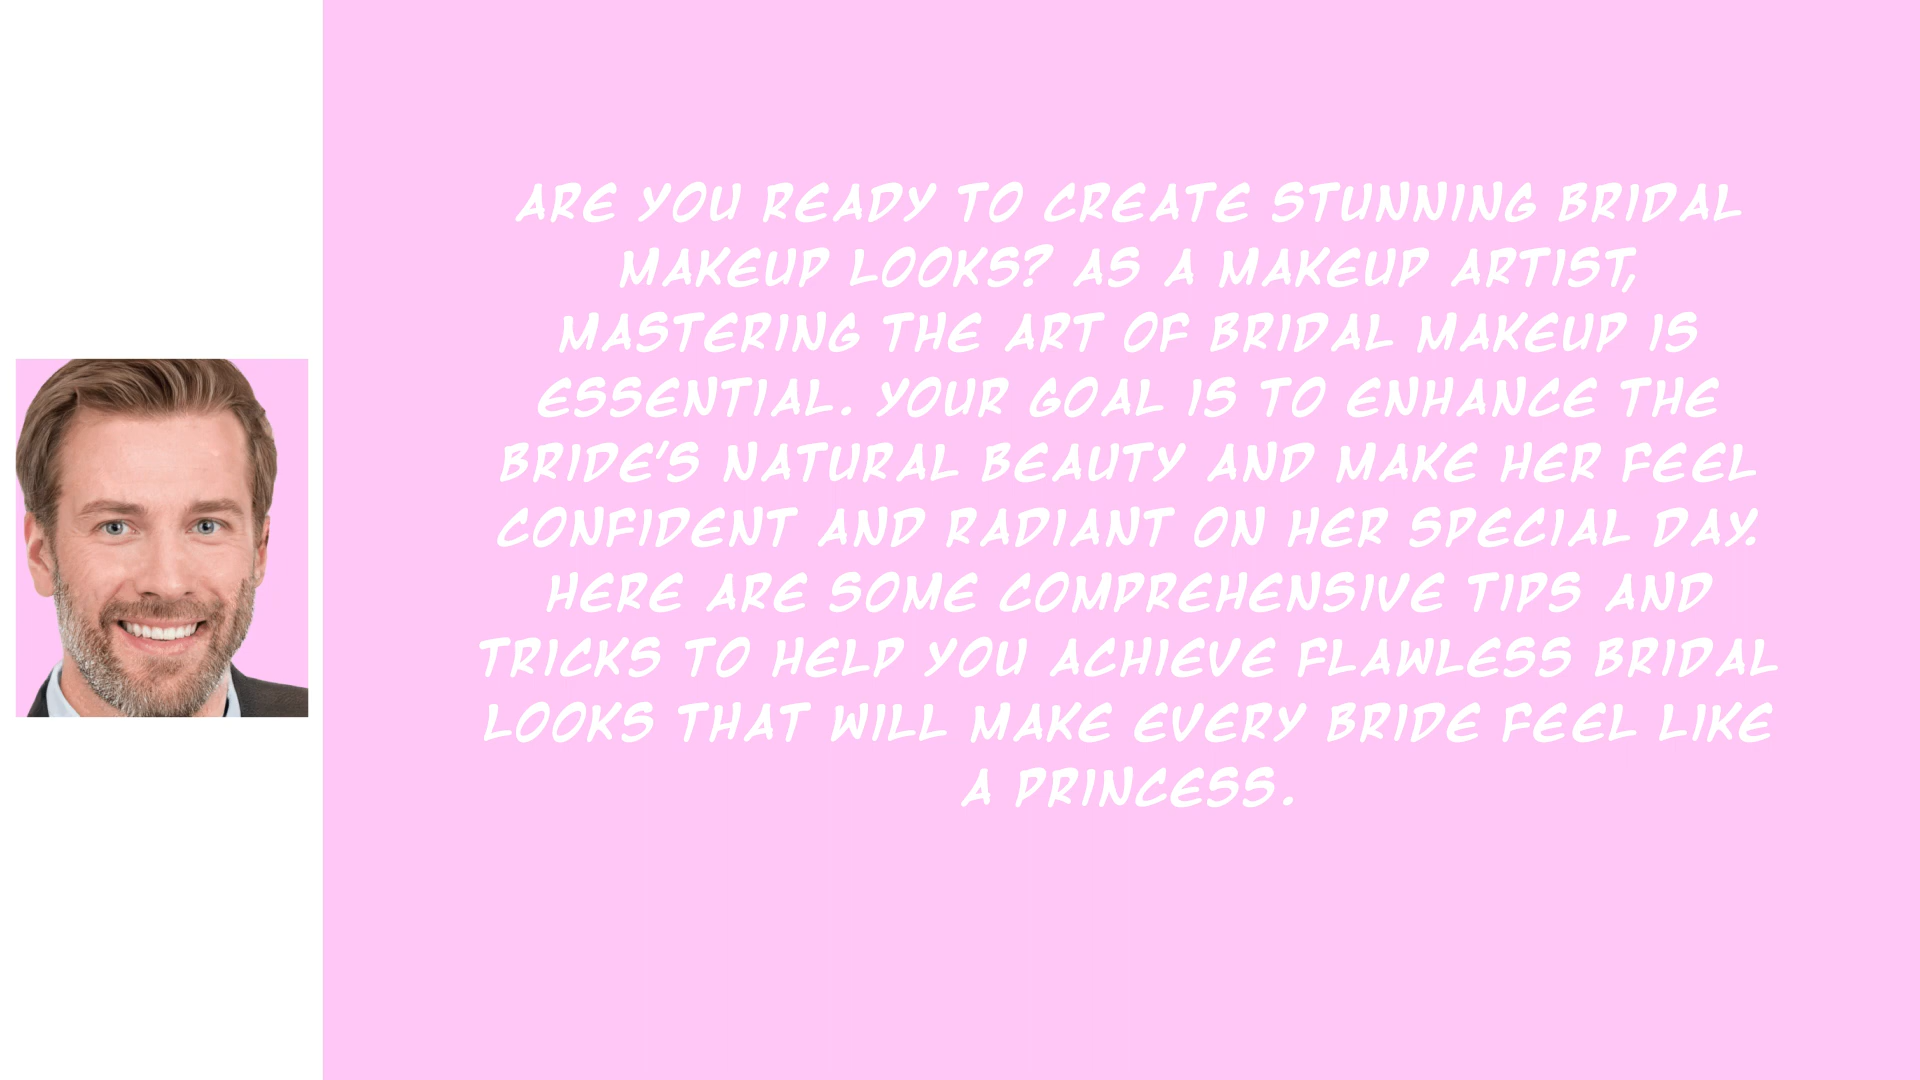 ARE YOU READY TO CREATE STUNNING BRIDAL
MAKEUP LOOKS? AS A MAKEUP ARTIST,
MASTERING THE ART OF BRIDAL MAKEUP IS
ESSENTIAL. YOUR GOAL IS TO ENHANCE THE
BRIDE'S NATURAL BEAUTY AND MAKE HER FEEL
CONFIDENT AND RADIANT ON HER SPECIAL DAY.
HERE ARE SOME COMPREHENSIVE TIPS AND
TRICKS TO HELP YOU ACHIEVE FLAWLESS BRIDAL
LOOKS THAT WILL MAKE EVERY BRIDE FEEL LIKE
A PRINCESS.